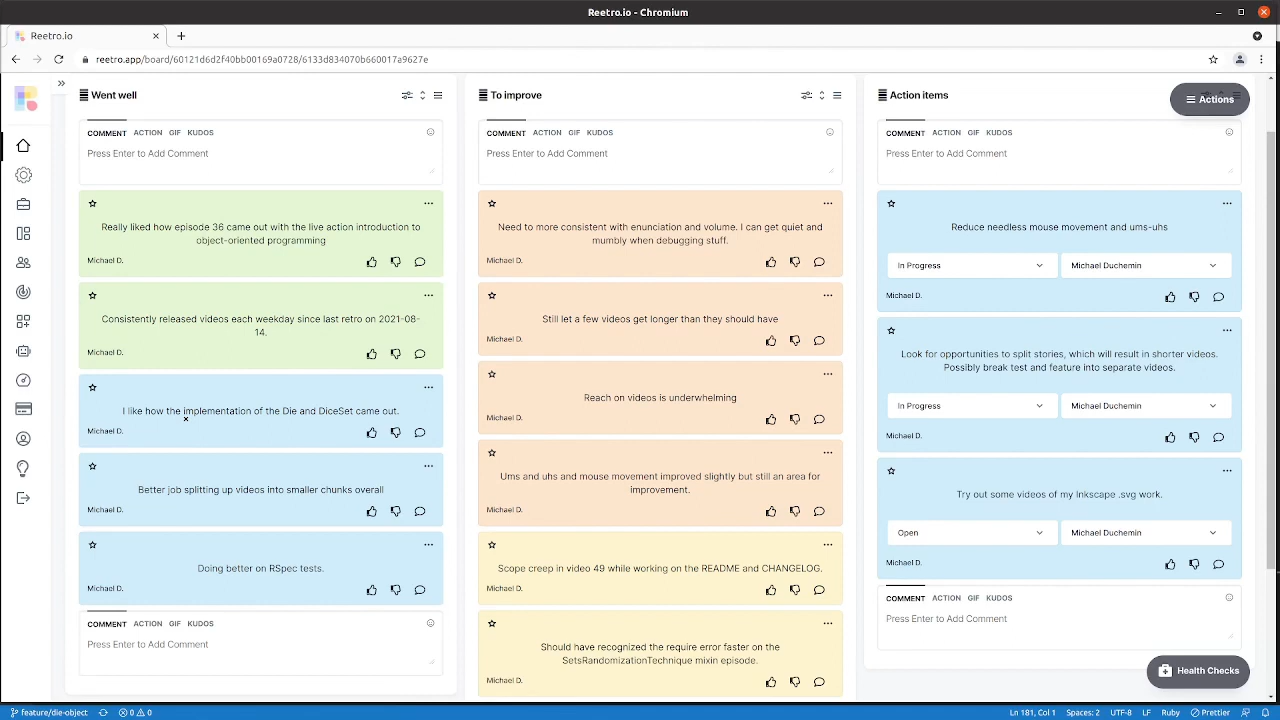 Reetro.io - Chromium
Reetro.io
reetro.app/board/60121d6d2f40bb00169a0728/6133d834070b660017a9627e
Went well
COMMENT ACTION GIF KUDOS
Press Enter to Add Comment
Really liked how episode 36 came out with the live action introduction to
object-oriented programming
Michael D.
Consistently released videos each weekday since last retro on 2021-08-
14.
Michael D.
I like how the implementation of the Die and DiceSet came out.
Michael D.
Better job splitting up videos into smaller chunks overall
Michael D.
Doing better on RSpec tests.
Michael D.
COMMENT ACTION GIF KUDOS
Press Enter to Add Comment
To improve
COMMENT ACTION GIF KUDOS
Press Enter to Add Comment
Need to more consistent with enunciation and volume. I can get quiet and
mumbly when debugging stuff.
Michael D.
Still let a few videos get longer than they should have
Michael D.
Reach on videos is underwhelming
Michael D.
Ums and uhs and mouse movement improved slightly but still an area for
improvement.
Michael D.
Scope creep in video 49 while working on the README and CHANGELOG.
Michael D.
Should have recognized the require error faster on the
SetsRandomizationTechnique mixin episode.
Michael D.
Action items
Actions
COMMENT ACTION GIF KUDOS
Press Enter to Add Comment
Reduce needless mouse movement and ums-uhs
In Progress Michael Duchemin
Michael D.
Look for opportunities to split stories, which will result in shorter videos.
Possibly break test and feature into separate videos.
In Progress Michael Duchemin
Michael D.
Try out some videos of my Inkscape .svg work.
Open Michael Duchemin
Michael D.
COMMENT ACTION GIF KUDOS
Press Enter to Add Comment
Health Checks
feature/die-object 0 0 Ln 181, Col 1 Spaces: 2 UTF-8 LF Ruby Prettier